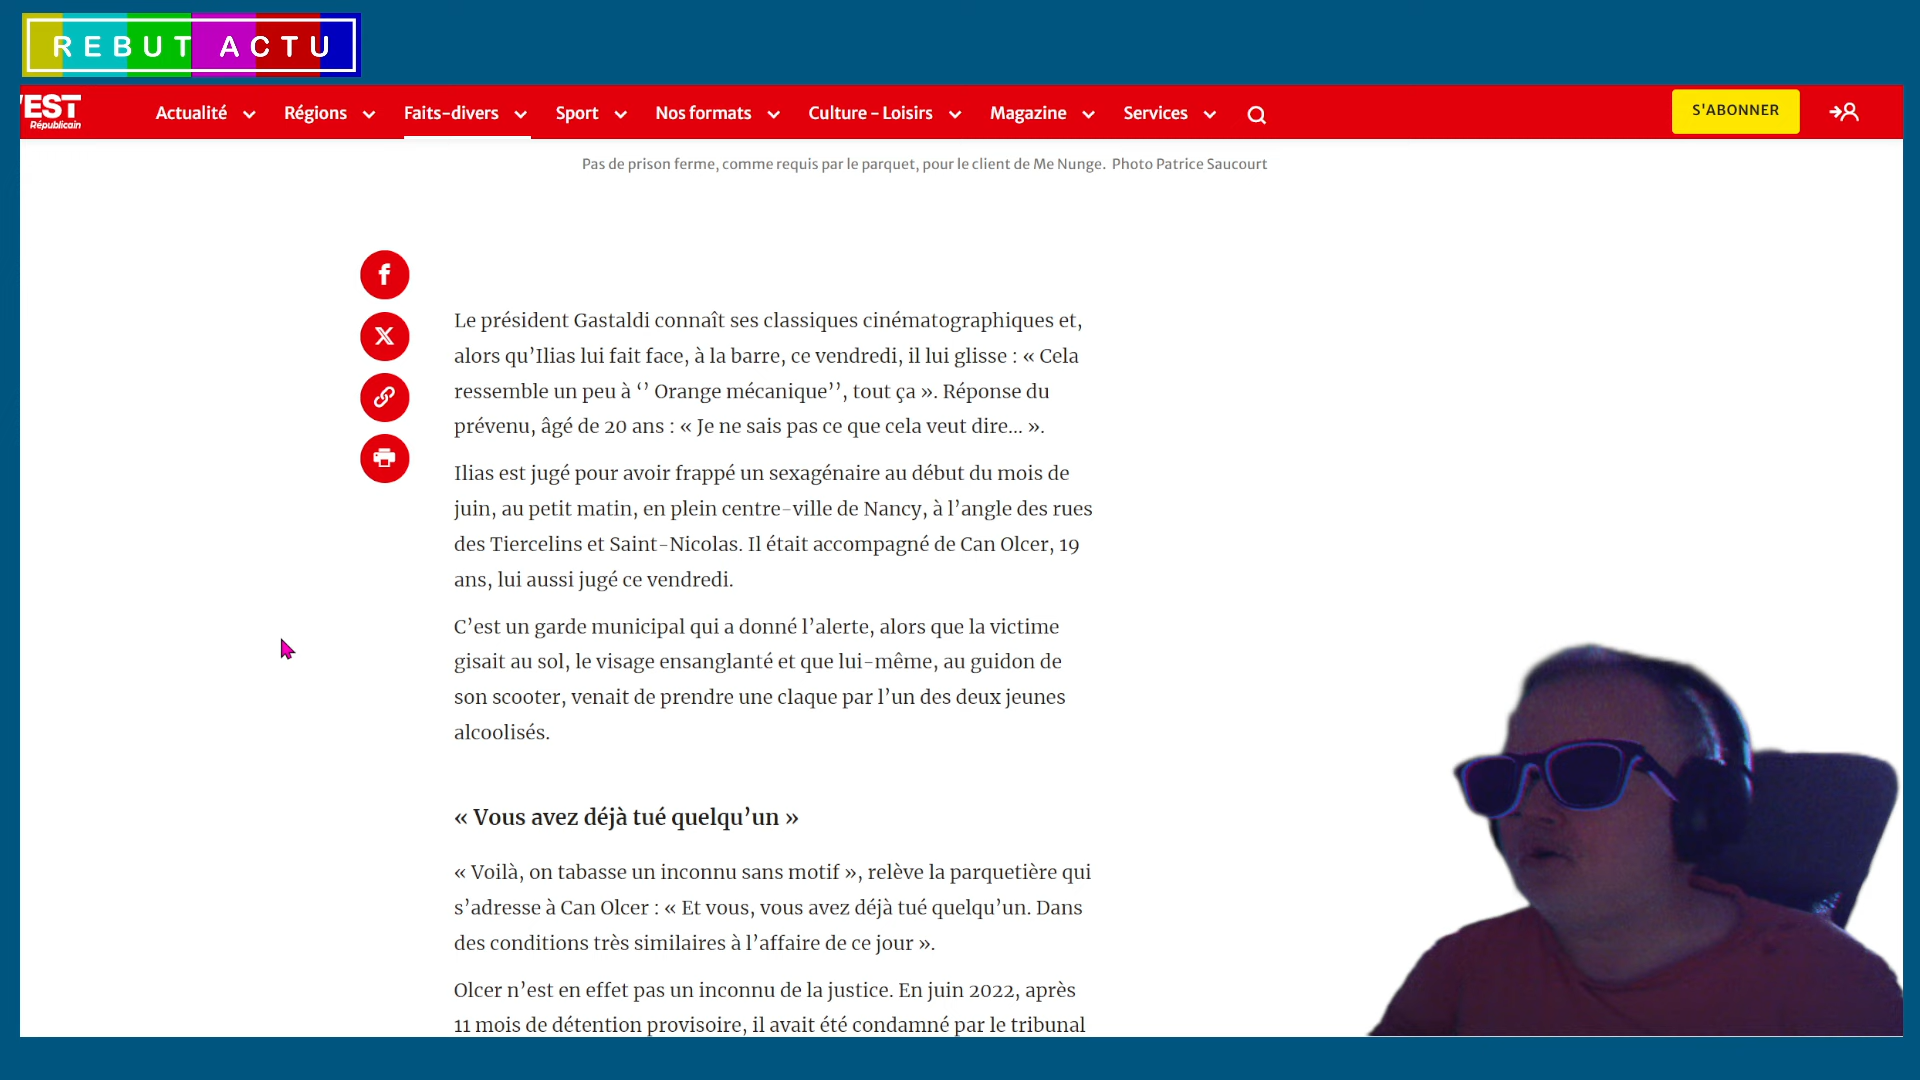 REBUT ACTU
L'EST
Républicain
Actualité Régions Faits-divers Sport Nos formats Culture - Loisirs Magazine Services S'ABONNER
Pas de prison ferme, comme requis par le parquet, pour le client de Me Nunge. Photo Patrice Saucourt
Le président Gastaldi connaît ses classiques cinématographiques et,
alors qu’Ilias lui fait face, à la barre, ce vendredi, il lui glisse : « Cela
ressemble un peu à ‘’ Orange mécanique’’, tout ça ». Réponse du
prévenu, âgé de 20 ans : « Je ne sais pas ce que cela veut dire... ».
Ilias est jugé pour avoir frappé un sexagénaire au début du mois de
juin, au petit matin, en plein centre-ville de Nancy, à l’angle des rues
des Tiercelins et Saint-Nicolas. Il était accompagné de Can Olcer, 19
ans, lui aussi jugé ce vendredi.
C’est un garde municipal qui a donné l’alerte, alors que la victime
gisait au sol, le visage ensanglanté et que lui-même, au guidon de
son scooter, venait de prendre une claque par l’un des deux jeunes
alcoolisés.
« Vous avez déjà tué quelqu’un »
« Voilà, on tabasse un inconnu sans motif », relève la parquetière qui
s’adresse à Can Olcer : « Et vous, vous avez déjà tué quelqu’un. Dans
des conditions très similaires à l’affaire de ce jour ».
Olcer n’est en effet pas un inconnu de la justice. En juin 2022, après
11 mois de détention provisoire, il avait été condamné par le tribunal